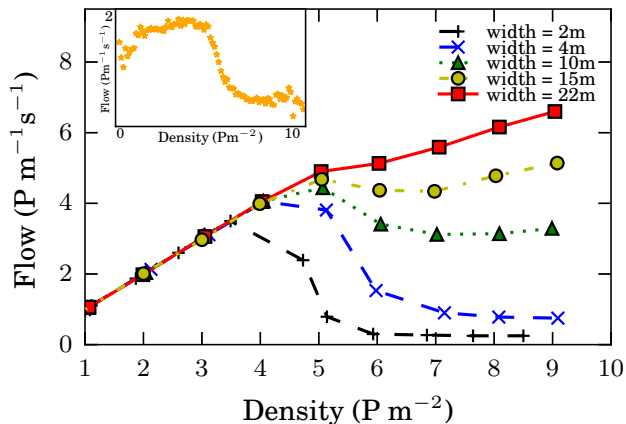 8
6
4
2
0
1 2 3 4 5 6 7 8 9 10
Flow (P m⁻¹s⁻¹)
Density (P m⁻²)
width = 2m
width = 4m
width = 10m
width = 15m
width = 22m
2
0 10
Flow (Pm⁻¹s⁻¹)
Density (Pm⁻²)